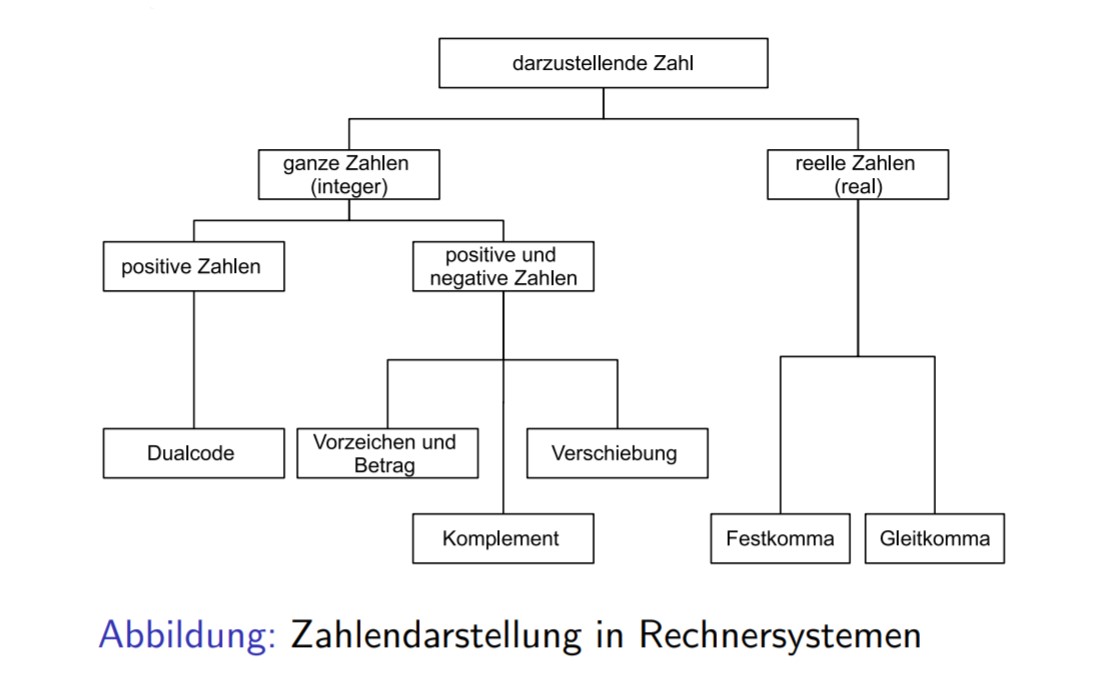 darzustellende Zahl
ganze Zahlen
(integer)
reelle Zahlen
(real)
positive Zahlen
positive und
negative Zahlen
Dualcode
Vorzeichen und
Betrag
Verschiebung
Komplement
Festkomma
Gleitkomma
Abbildung: Zahlendarstellung in Rechnersystemen